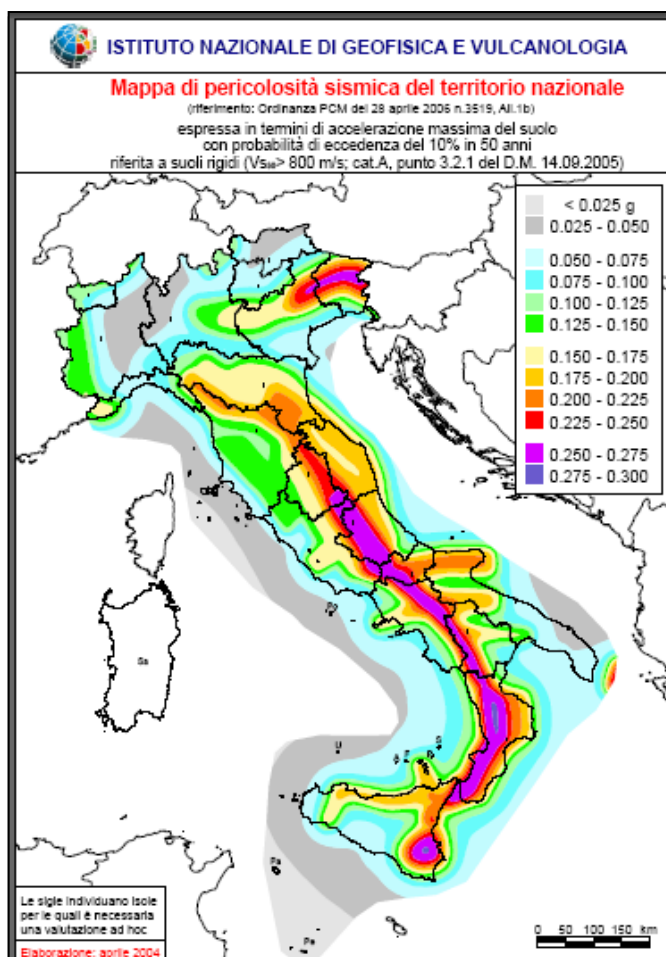 ISTITUTO NAZIONALE DI GEOFISICA E VULCANOLOGIA
Mappa di pericolosità sismica del territorio nazionale
(riferimento: Ordinanza PCM del 28 aprile 2006 n.3519, All.1b)
espressa in termini di accelerazione massima del suolo
con probabilità di eccedenza del 10% in 50 anni
riferita a suoli rigidi (Vs₃₀> 800 m/s; cat.A, punto 3.2.1 del D.M. 14.09.2005)
< 0.025 g
0.025 - 0.050
0.050 - 0.075
0.075 - 0.100
0.100 - 0.125
0.125 - 0.150
0.150 - 0.175
0.175 - 0.200
0.200 - 0.225
0.225 - 0.250
0.250 - 0.275
0.275 - 0.300
Sa
U
Pa
Pe
Le sigle individuano isole
per le quali è necessaria
una valutazione ad hoc
Elaborazione: aprile 2004
0 50 100 150 km